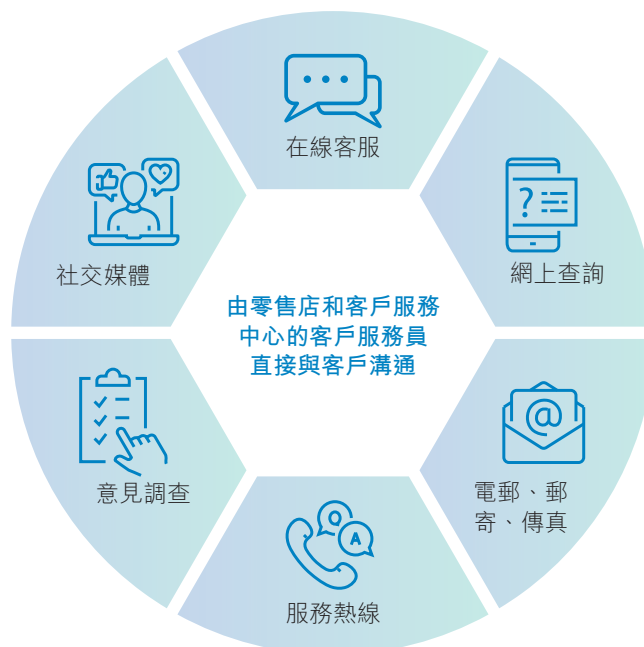 在線客服
網上查詢
電郵、郵
寄、傳真
服務熱線
意見調查
社交媒體
由零售店和客戶服務
中心的客戶服務員
直接與客戶溝通
?
@
Q
A